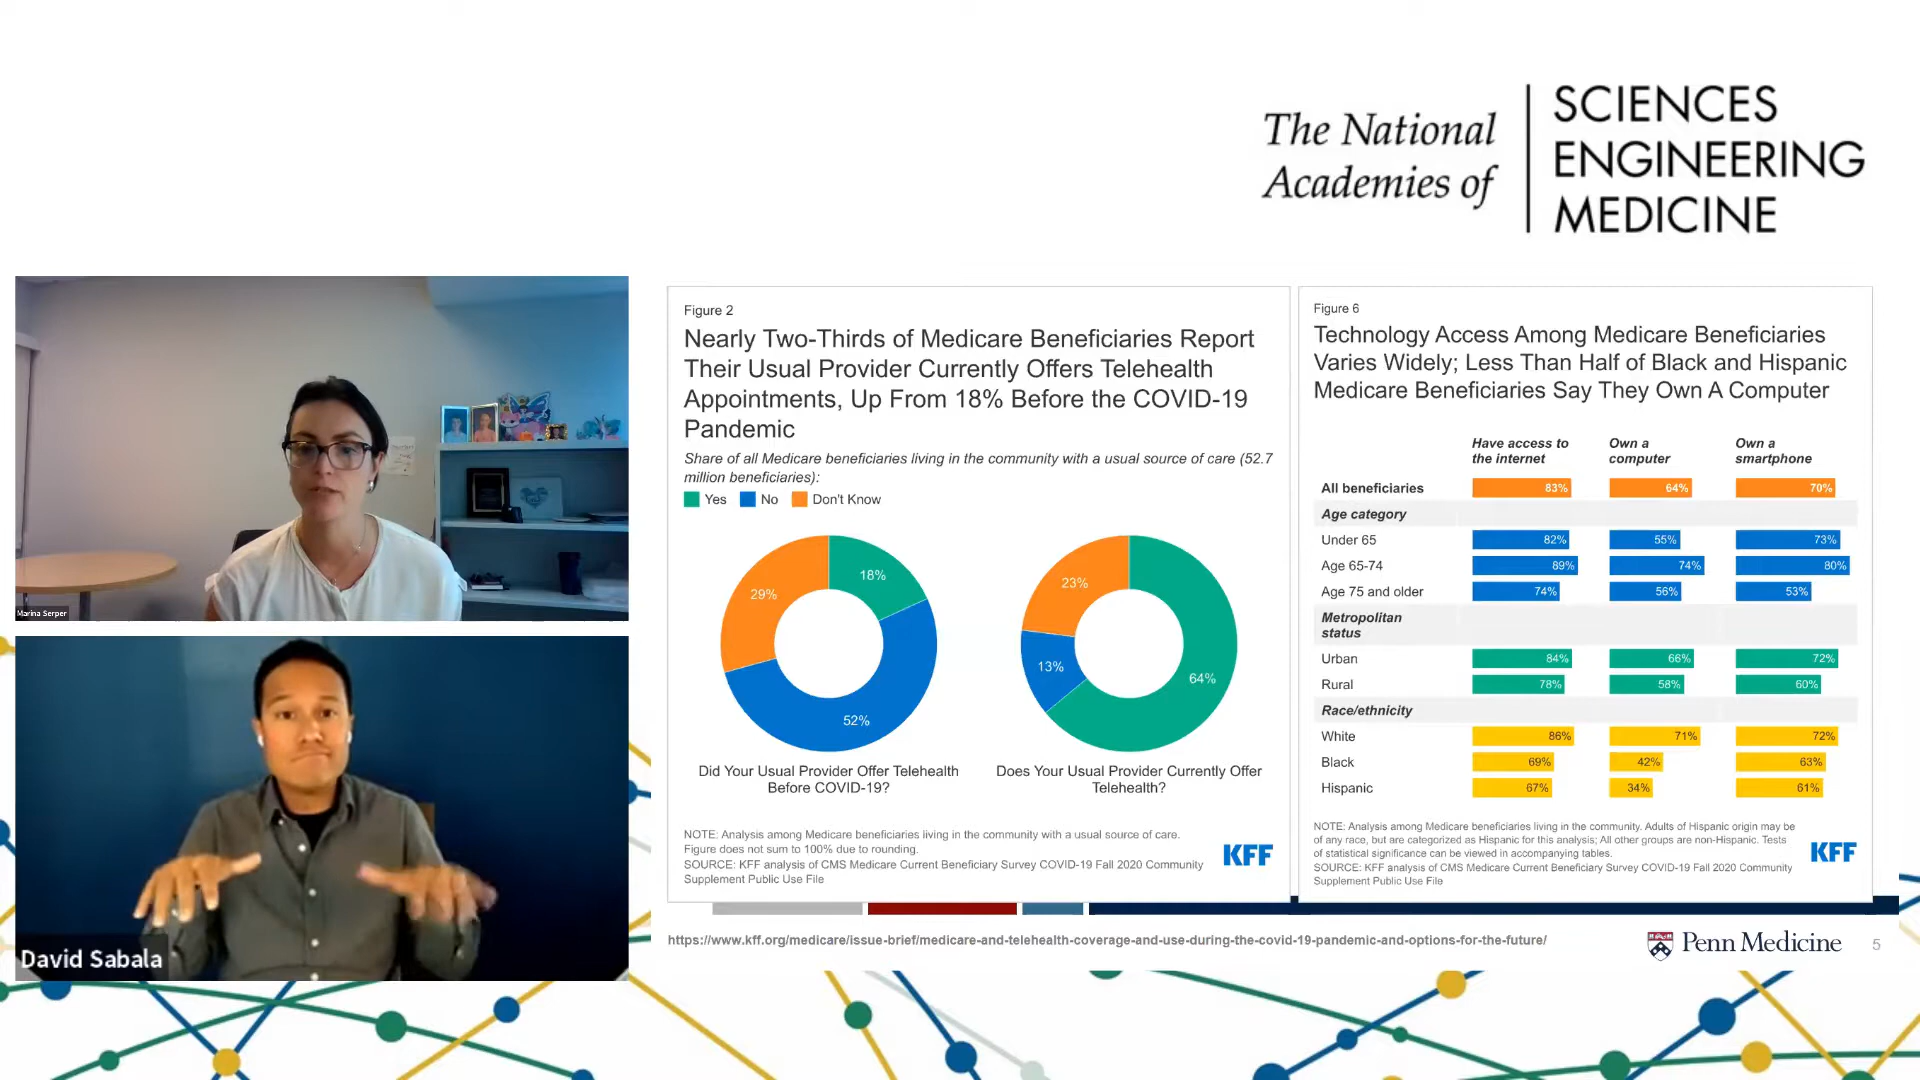 The National
Academies of
SCIENCES
ENGINEERING
MEDICINE
Marina Serper
David Sabala
Figure 2
Nearly Two-Thirds of Medicare Beneficiaries Report
Their Usual Provider Currently Offers Telehealth
Appointments, Up From 18% Before the COVID-19
Pandemic
Share of all Medicare beneficiaries living in the community with a usual source of care (52.7
million beneficiaries):
Yes No Don't Know
18%
29%
52%
23%
13%
64%
Did Your Usual Provider Offer Telehealth
Before COVID-19?
Does Your Usual Provider Currently Offer
Telehealth?
NOTE: Analysis among Medicare beneficiaries living in the community with a usual source of care.
Figure does not sum to 100% due to rounding.
SOURCE: KFF analysis of CMS Medicare Current Beneficiary Survey COVID-19 Fall 2020 Community
Supplement Public Use File
KFF
Figure 6
Technology Access Among Medicare Beneficiaries
Varies Widely; Less Than Half of Black and Hispanic
Medicare Beneficiaries Say They Own A Computer
Have access to
the internet
Own a
computer
Own a
smartphone
All beneficiaries 83% 64% 70%
Age category
Under 65 82% 55% 73%
Age 65-74 89% 74% 80%
Age 75 and older 74% 56% 53%
Metropolitan
status
Urban 84% 66% 72%
Rural 78% 58% 60%
Race/ethnicity
White 86% 71% 72%
Black 69% 42% 63%
Hispanic 67% 34% 61%
NOTE: Analysis among Medicare beneficiaries living in the community. Adults of Hispanic origin may be
of any race, but are categorized as Hispanic for this analysis; All other groups are non-Hispanic. Tests
of statistical significance can be viewed in accompanying tables.
SOURCE: KFF analysis of CMS Medicare Current Beneficiary Survey COVID-19 Fall 2020 Community
Supplement Public Use File
KFF
https://www.kff.org/medicare/issue-brief/medicare-and-telehealth-coverage-and-use-during-the-covid-19-pandemic-and-options-for-the-future/
Penn Medicine
5